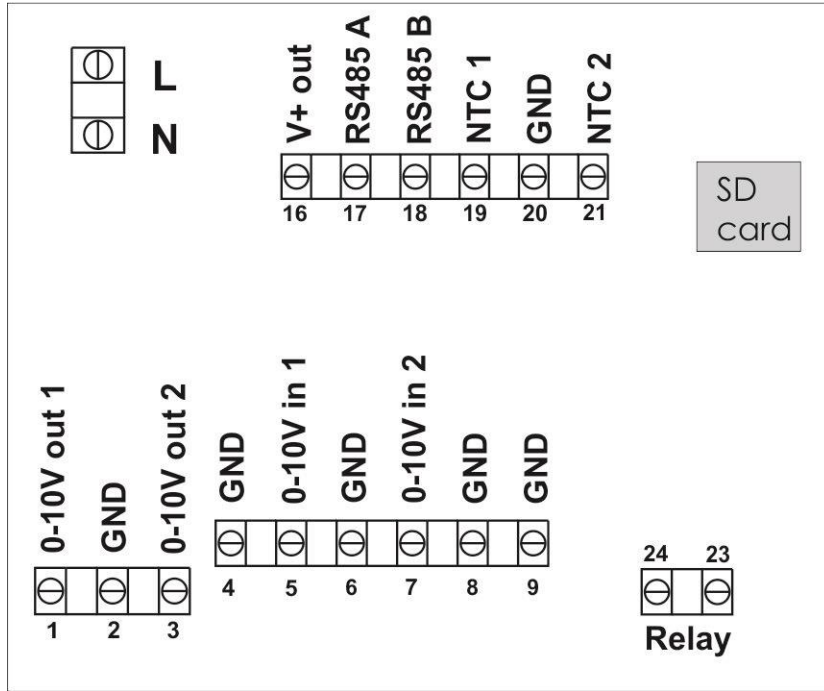 L
N
V+ out
RS485 A
RS485 B
NTC 1
GND
NTC 2
16
17
18
19
20
21
SD
card
0-10V out 1
GND
0-10V out 2
1
2
3
GND
0-10V in 1
GND
0-10V in 2
GND
GND
4
5
6
7
8
9
24
23
Relay